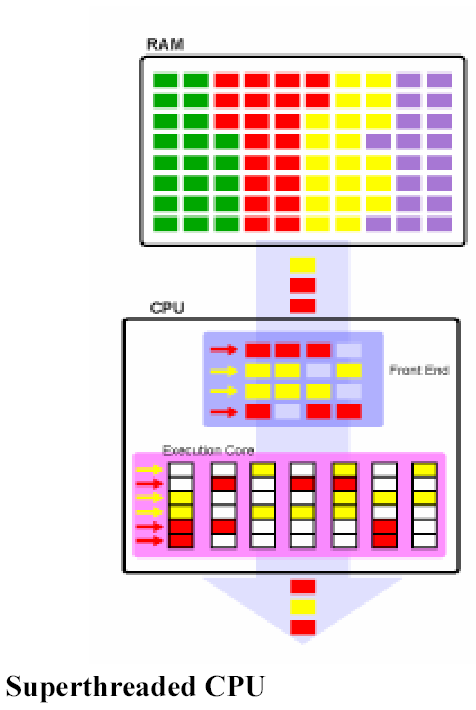 RAM
CPU
Front End
Execution Core
Superthreaded CPU